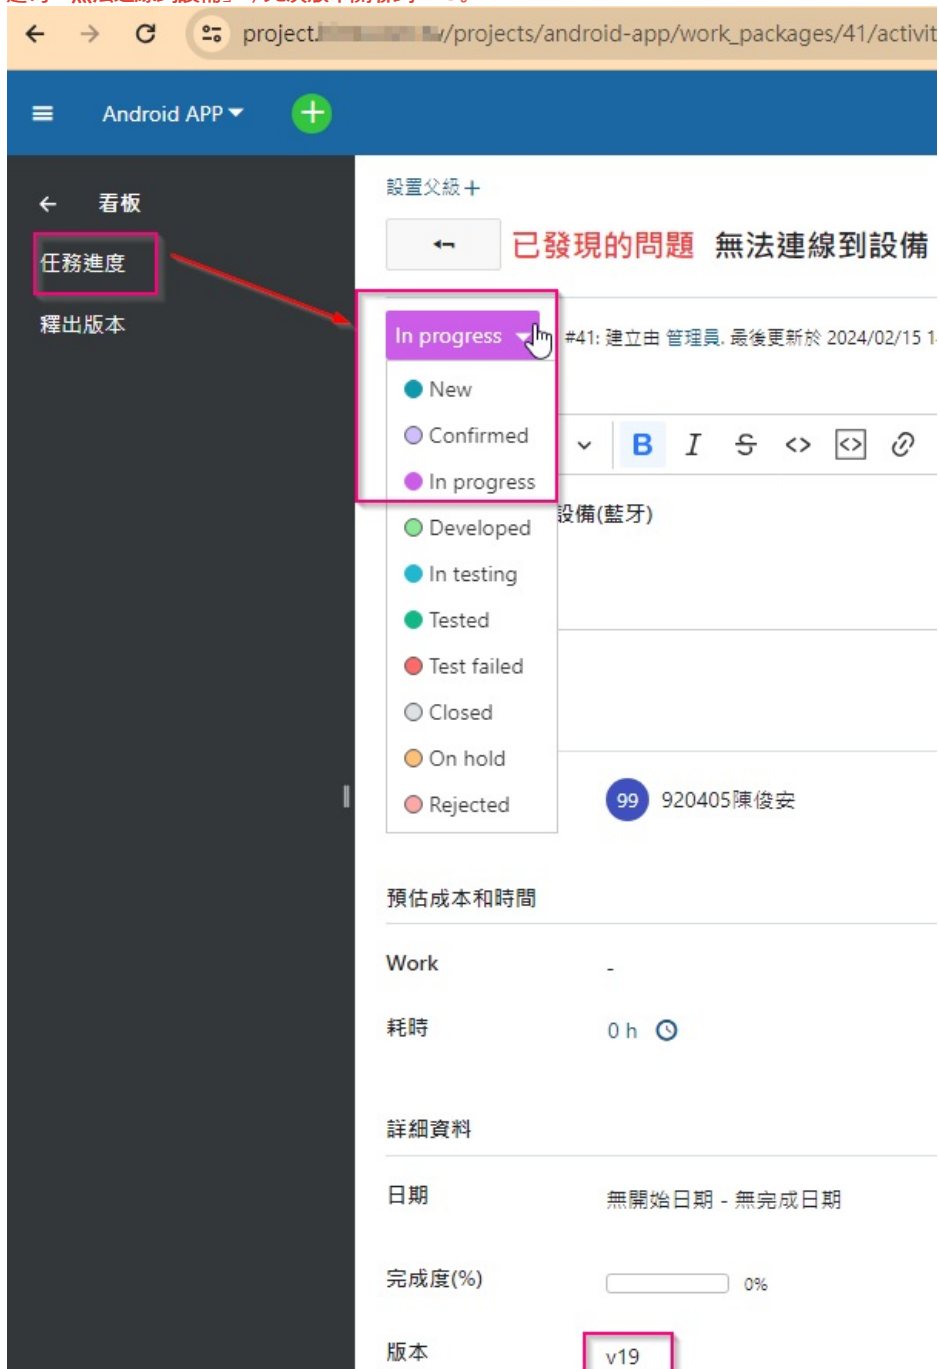 project. /projects/android-app/work_packages/41/activit
Android APP
看板
任務進度
釋出版本
設置父級
已發現的問題 無法連線到設備
In progress #41: 建立由 管理員. 最後更新於 2024/02/15 1
New
Confirmed
B I S <>
In progress
設備(藍牙)
Developed
In testing
Tested
Test failed
Closed
On hold
Rejected
99 920405陳俊安
預估成本和時間
Work -
耗時 0 h
詳細資料
日期 無開始日期 - 無完成日期
完成度(%) 0%
版本 v19